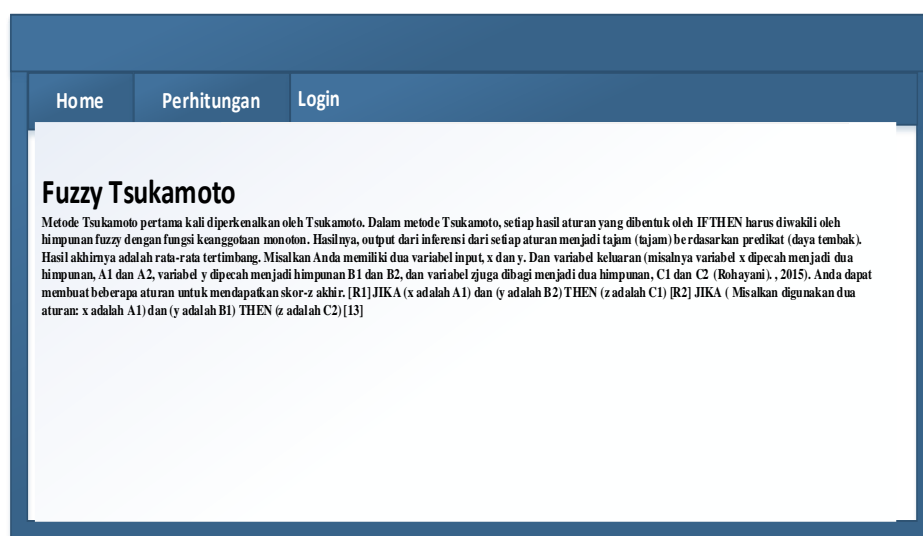 Home Perhitungan Login
Fuzzy Tsukamoto
Metode Tsukamoto pertama kali diperkenalkan oleh Tsukamoto. Dalam metode Tsukamoto, setiap hasil aturan yang dibentuk oleh IF THEN harus diwakili oleh
himpunan fuzzy dengan fungsi keanggotaan monoton. Hasilnya, output dari inferensi dari setiap aturan menjadi tajam (tajam) berdasarkan predikat (daya tembak).
Hasil akhirnya adalah rata-rata tertimbang. Misalkan Anda memiliki dua variabel input, x dan y. Dan variabel keluaran (misalnya variabel x dipecah menjadi dua
himpunan, A1 dan A2, variabel y dipecah menjadi himpunan B1 dan B2, dan variabel zjuga dibagi menjadi dua himpunan, C1 dan C2 (Rohayani). , 2015). Anda dapat
membuat beberapa aturan untuk mendapatkan skor-z akhir. [R1] JIKA (x adalah A1) dan (y adalah B2) THEN (z adalah C1) [R2] JIKA ( Misalkan digunakan dua
aturan: x adalah A1) dan (y adalah B1) THEN (z adalah C2) [13]